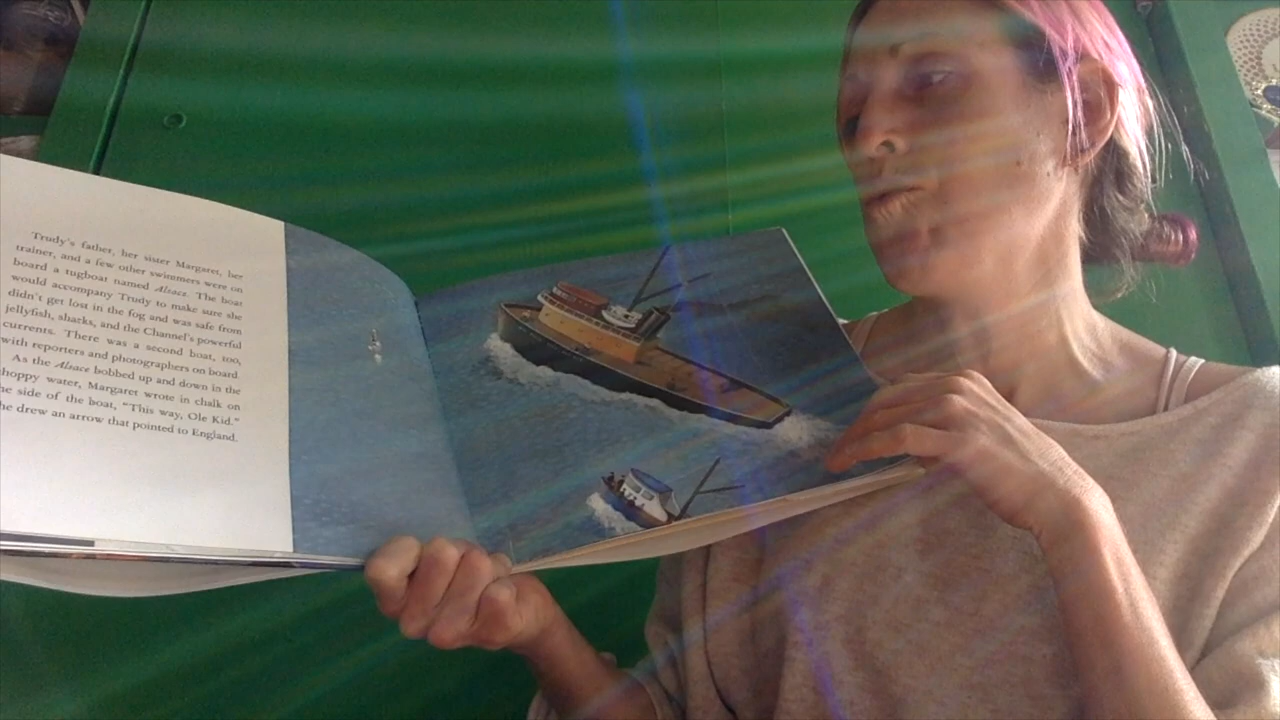 Trudy's father, her sister Margaret, her
trainer, and a few other swimmers were on
board a tugboat named Alsace. The boat
would accompany Trudy to make sure she
didn't get lost in the fog and was safe from
jellyfish, sharks, and the Channel's powerful
currents. There was a second boat, too,
with reporters and photographers on board.
As the Alsace bobbed up and down in the
hoppy water, Margaret wrote in chalk on
he side of the boat, "This way, Ole Kid."
he drew an arrow that pointed to England.